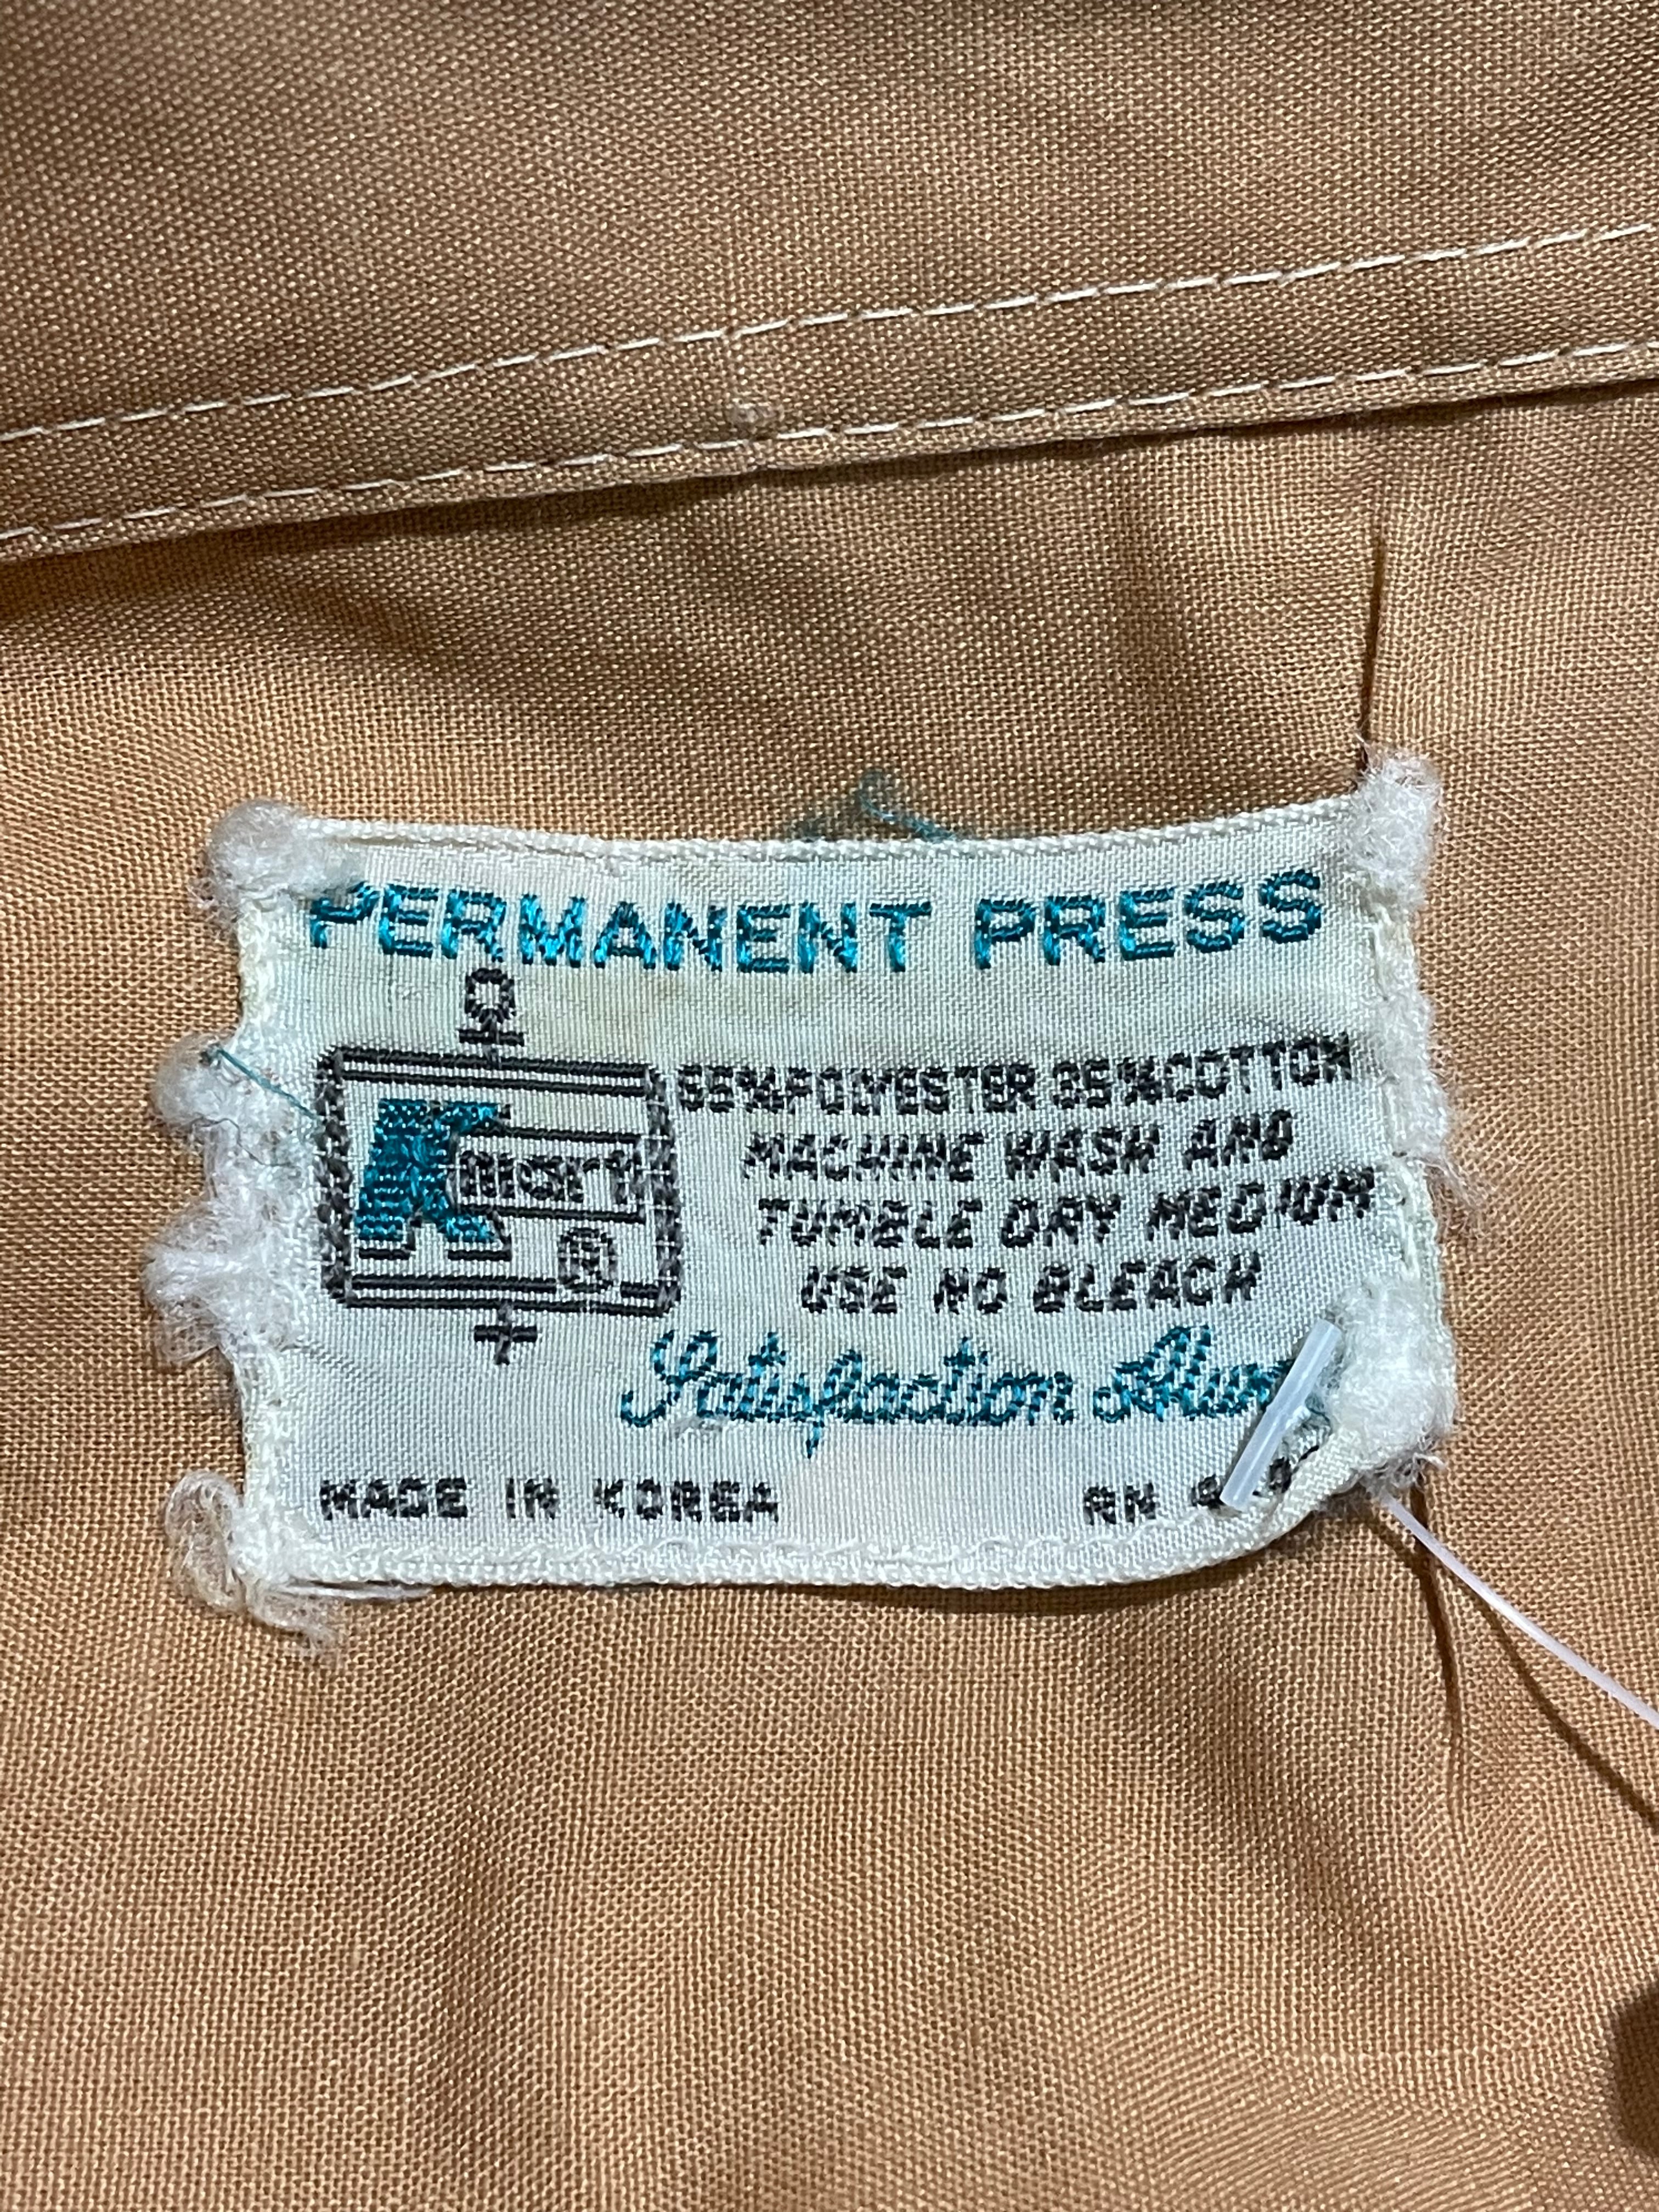 PERMANENT PRESS
K mart ®
65%POLYESTER 35%COTTON
MACHINE WASH AND
TUMBLE DRY MEDIUM
USE NO BLEACH
Satisfaction
MADE IN KOREA
RN